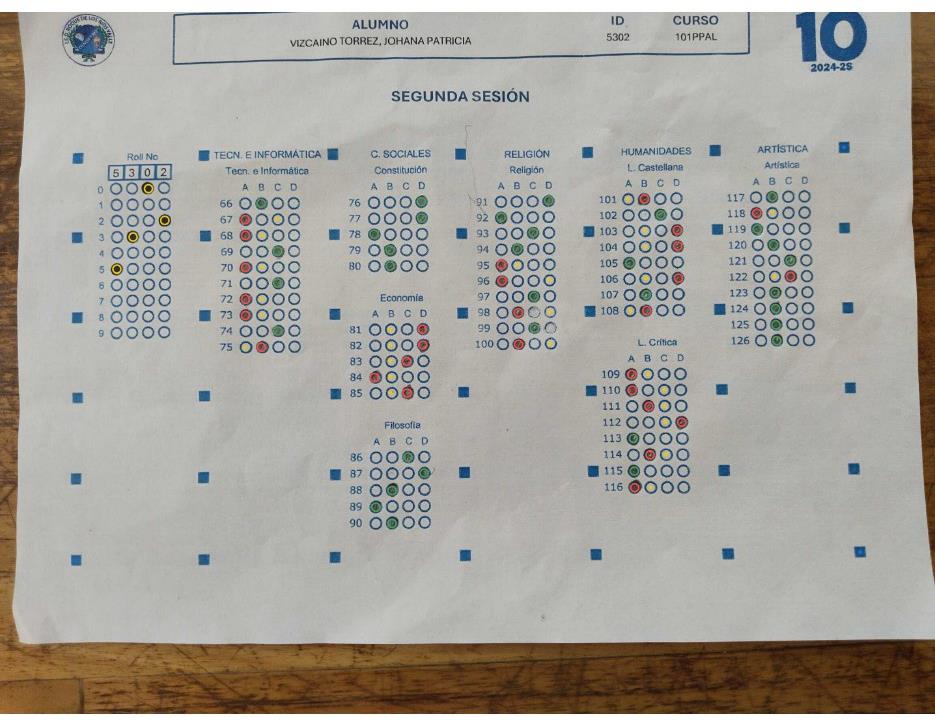 ALUMNO ID CURSO
VIZCAINO TORREZ, JOHANA PATRICIA 5302 101PPAL
10
2024-2S
SEGUNDA SESIÓN
Roll No
5 3 0 2
0
1
2
3
4
5
6
7
8
9
TECN. E INFORMÁTICA
Tecn. e Informática
A B C D
66
67
68
69
70
71
72
73
74
75
C. SOCIALES
Constitución
A B C D
76
77
78
79
80
Economía
A B C D
81
82
83
84
85
Filosofía
A B C D
86
87
88
89
90
RELIGIÓN
Religión
A B C D
91
92
93
94
95
96
97
98
99
100
HUMANIDADES
L. Castellana
A B C D
101
102
103
104
105
106
107
108
L. Crítica
A B C D
109
110
111
112
113
114
115
116
ARTÍSTICA
Artística
A B C D
117
118
119
120
121
122
123
124
125
126